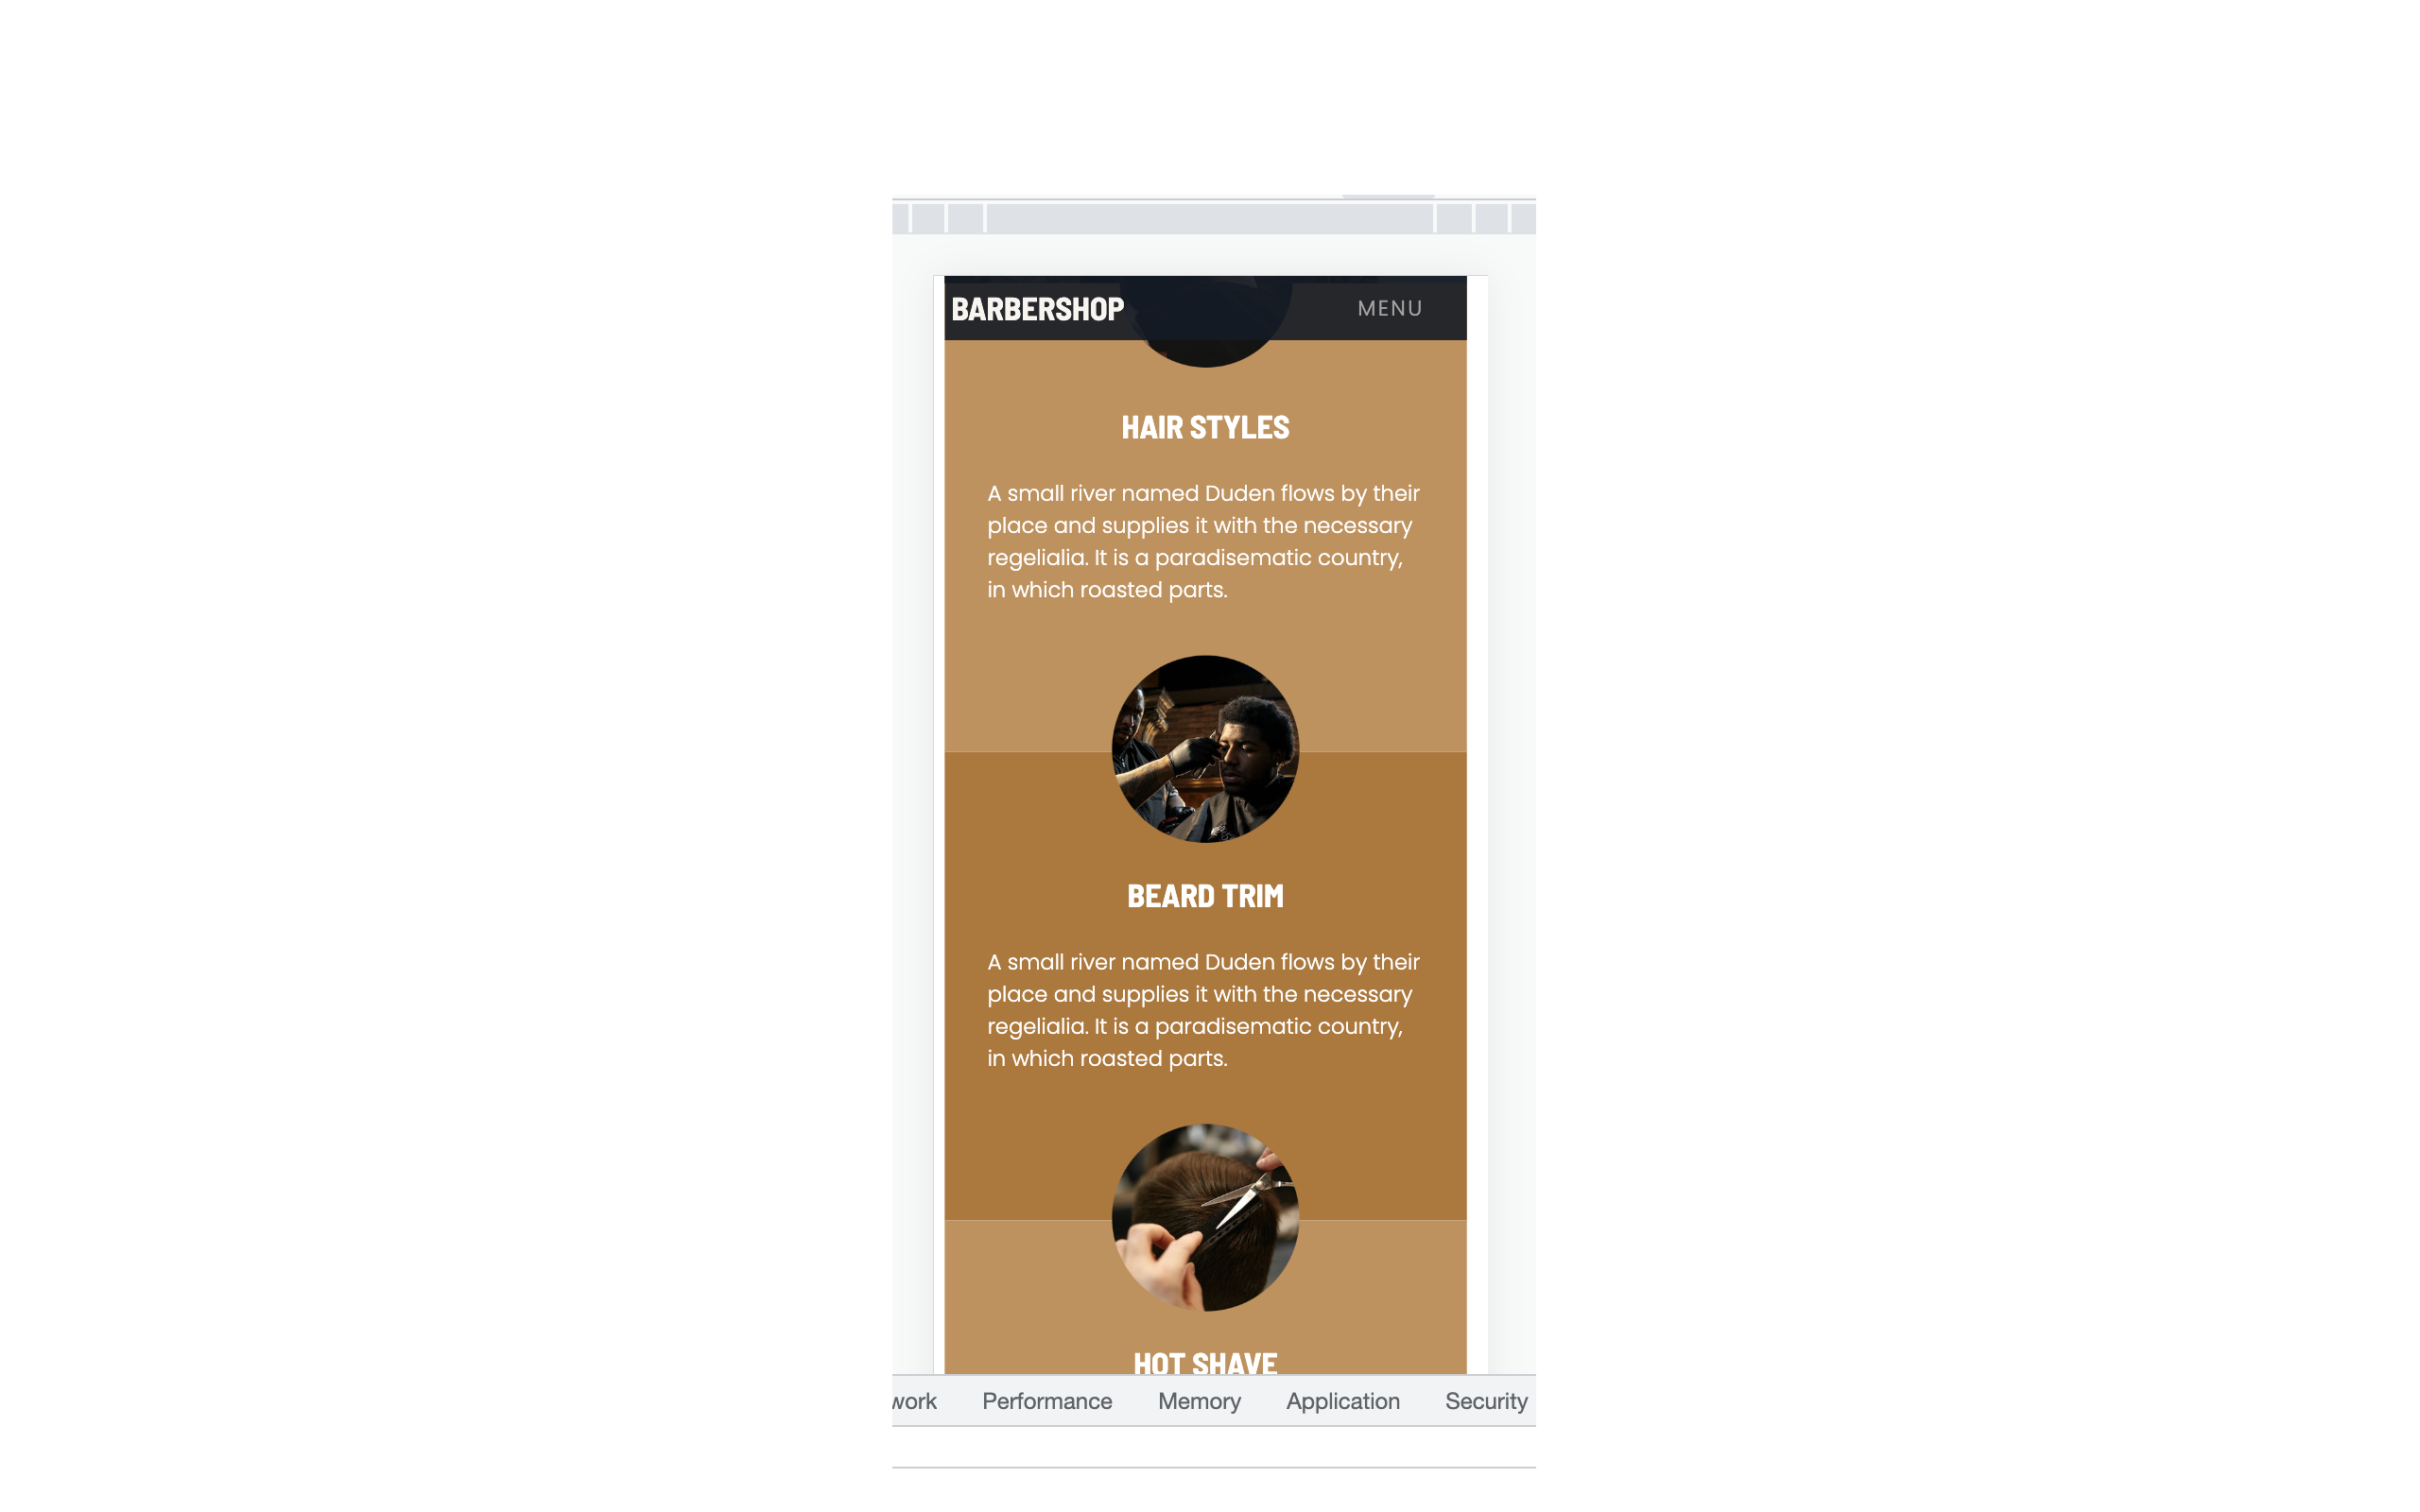 BARBERSHOP
MENU
HAIR STYLES
A small river named Duden flows by their
place and supplies it with the necessary
regelialia. It is a paradisematic country,
in which roasted parts.
BEARD TRIM
A small river named Duden flows by their
place and supplies it with the necessary
regelialia. It is a paradisematic country,
in which roasted parts.
HOT SHAVE
work Performance Memory Application Security